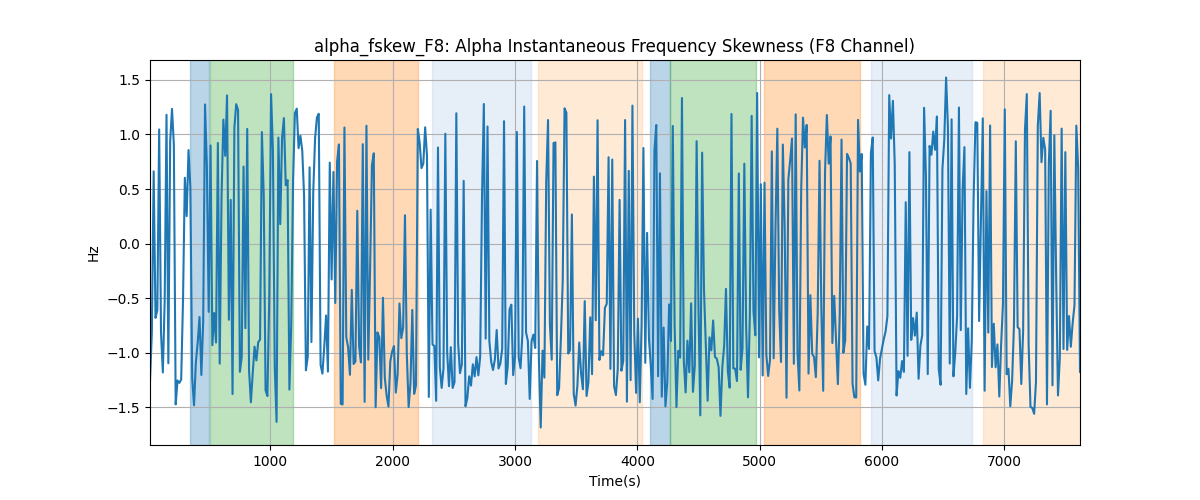 alpha_fskew_F8: Alpha Instantaneous Frequency Skewness (F8 Channel)
1.5
1.0
0.5
0.0
−0.5
−1.0
−1.5
Hz
1000 2000 3000 4000 5000 6000 7000
Time(s)